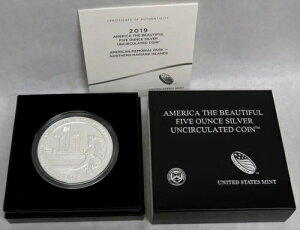 CERTIFICATE OF AUTHENTICITY
2019
AMERICA THE BEAUTIFUL
FIVE OUNCE SILVER
UNCIRCULATED COIN™
AMERICAN MEMORIAL PARK –
NORTHERN MARIANA ISLANDS
AMERICA THE BEAUTIFUL
FIVE OUNCE SILVER
UNCIRCULATED COIN™
UNITED STATES MINT